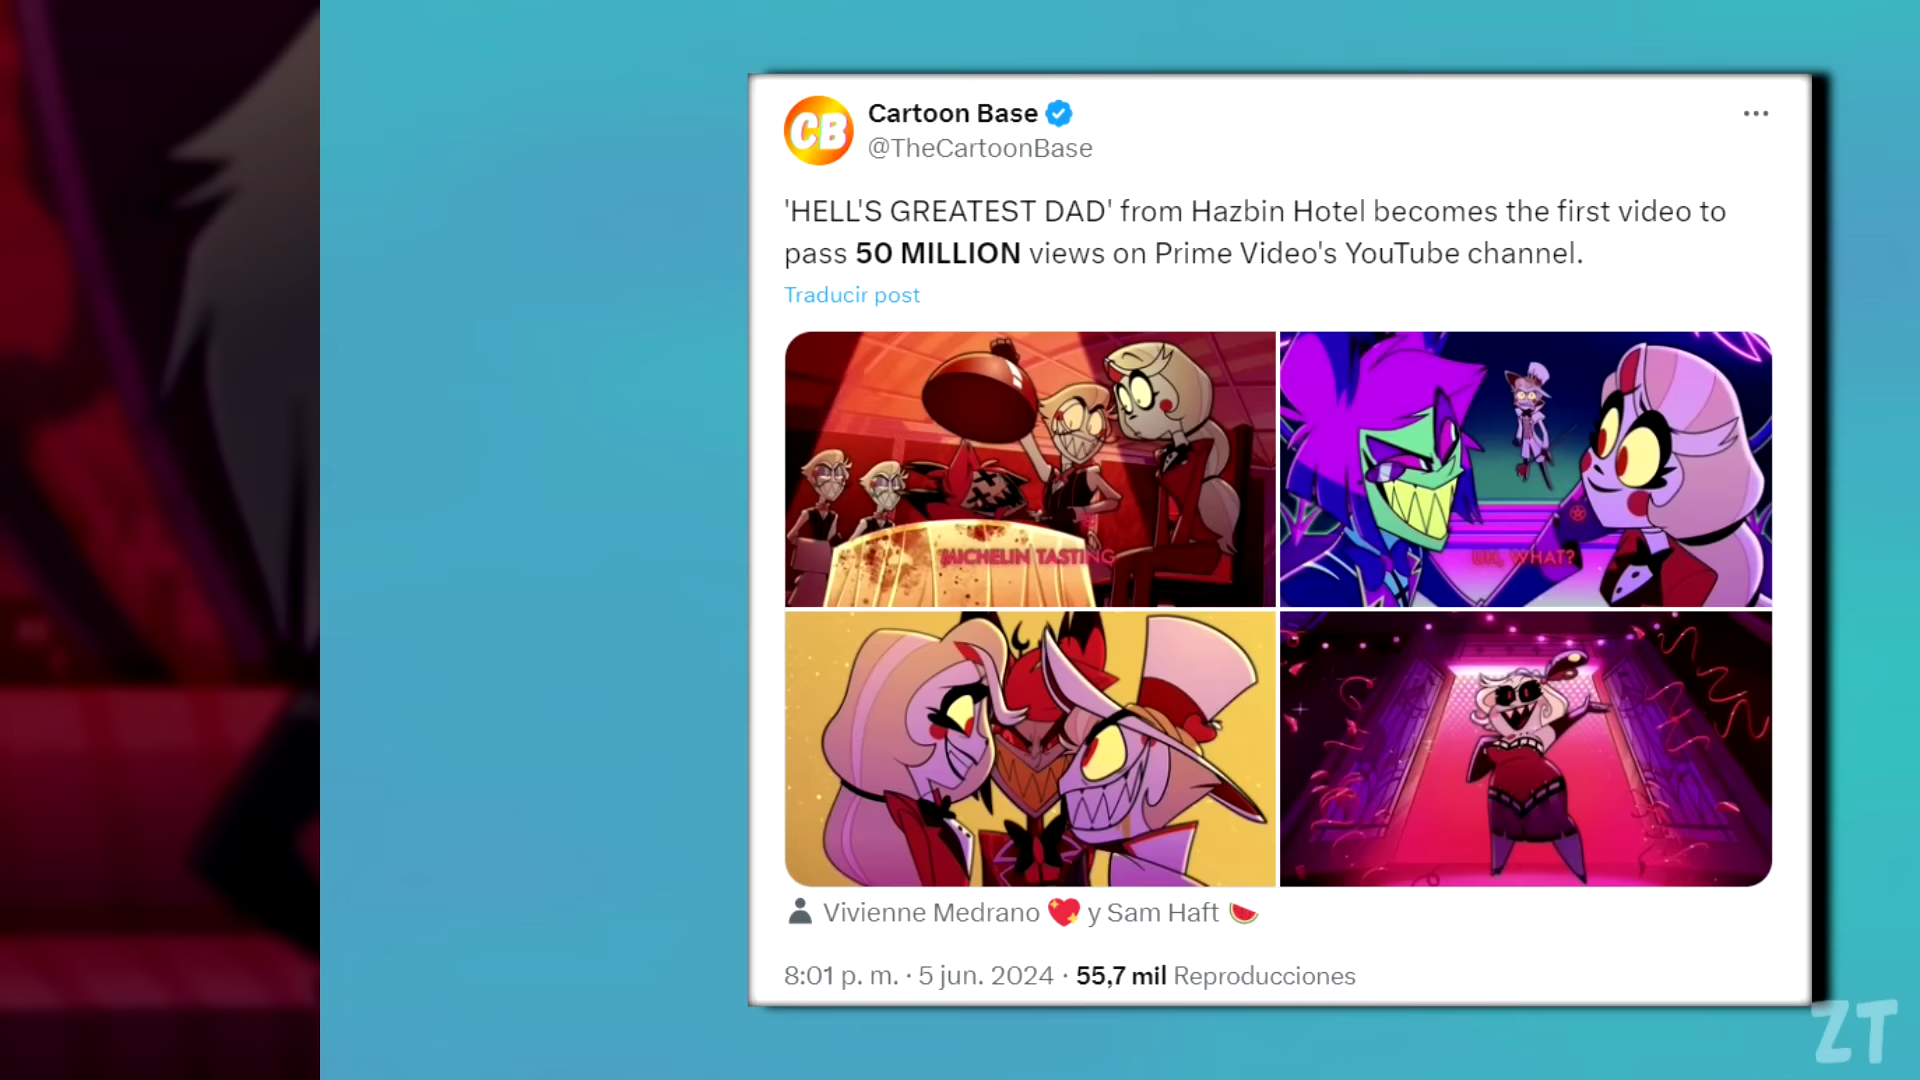 CB
Cartoon Base
@TheCartoonBase
'HELL'S GREATEST DAD' from Hazbin Hotel becomes the first video to
pass 50 MILLION views on Prime Video's YouTube channel.
Traducir post
MICHELIN TASTING
UH, WHAT?
Vivienne Medrano 💖 y Sam Haft 🍉
8:01 p. m. · 5 jun. 2024 · 55,7 mil Reproducciones
ZT